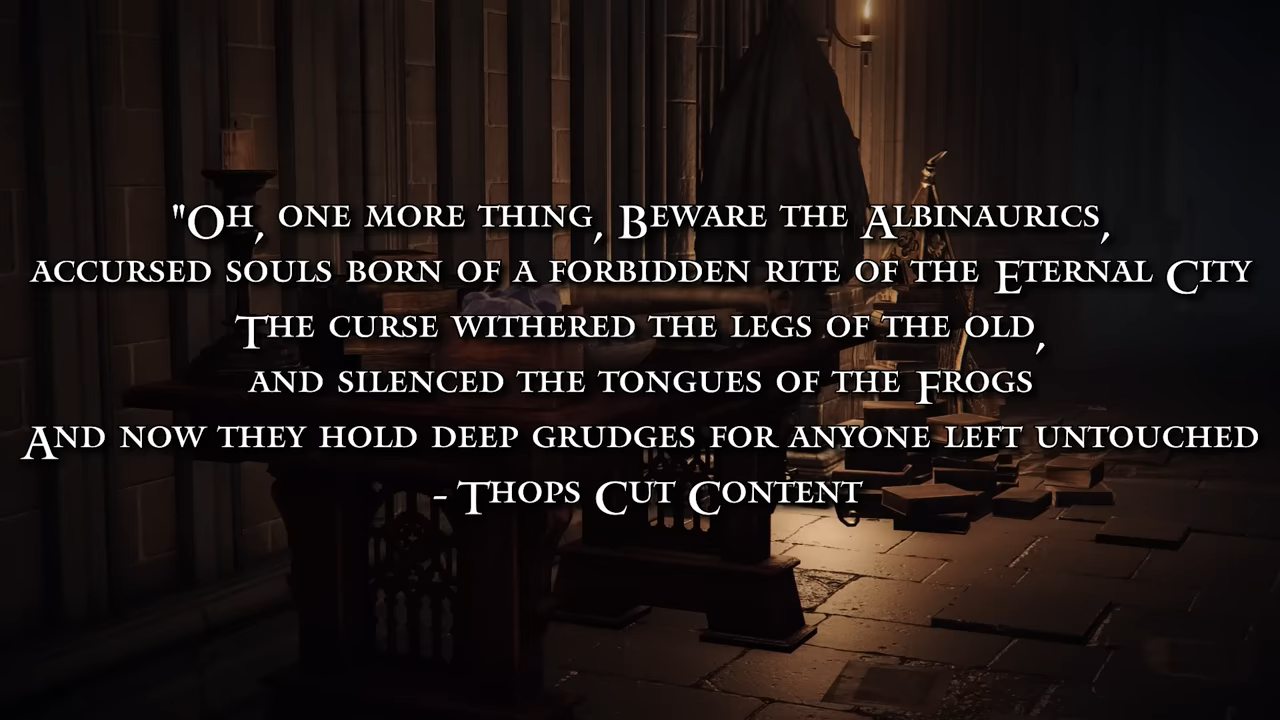 "Oh, one more thing, Beware the Albinaurics,
accursed souls born of a forbidden rite of the Eternal City
The curse withered the legs of the old,
and silenced the tongues of the Frogs
And now they hold deep grudges for anyone left untouched
- Thops Cut Content